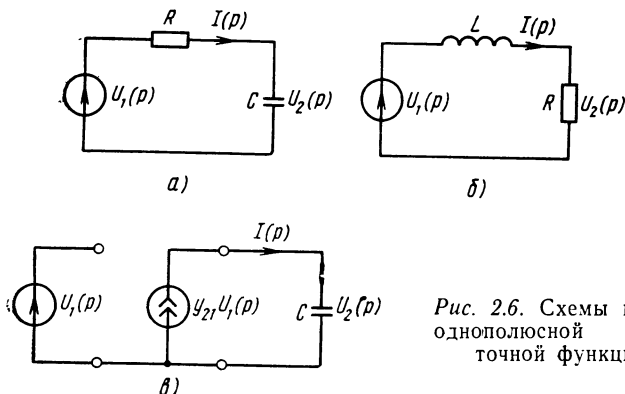 R I(p)
U₁(p) C U₂(p)
а)
L I(p)
U₁(p) R U₂(p)
б)
I(p)
U₁(p) y₂₁U₁(p) C U₂(p)
в)
Рис. 2.6. Схемы
однополюсной
точной функц